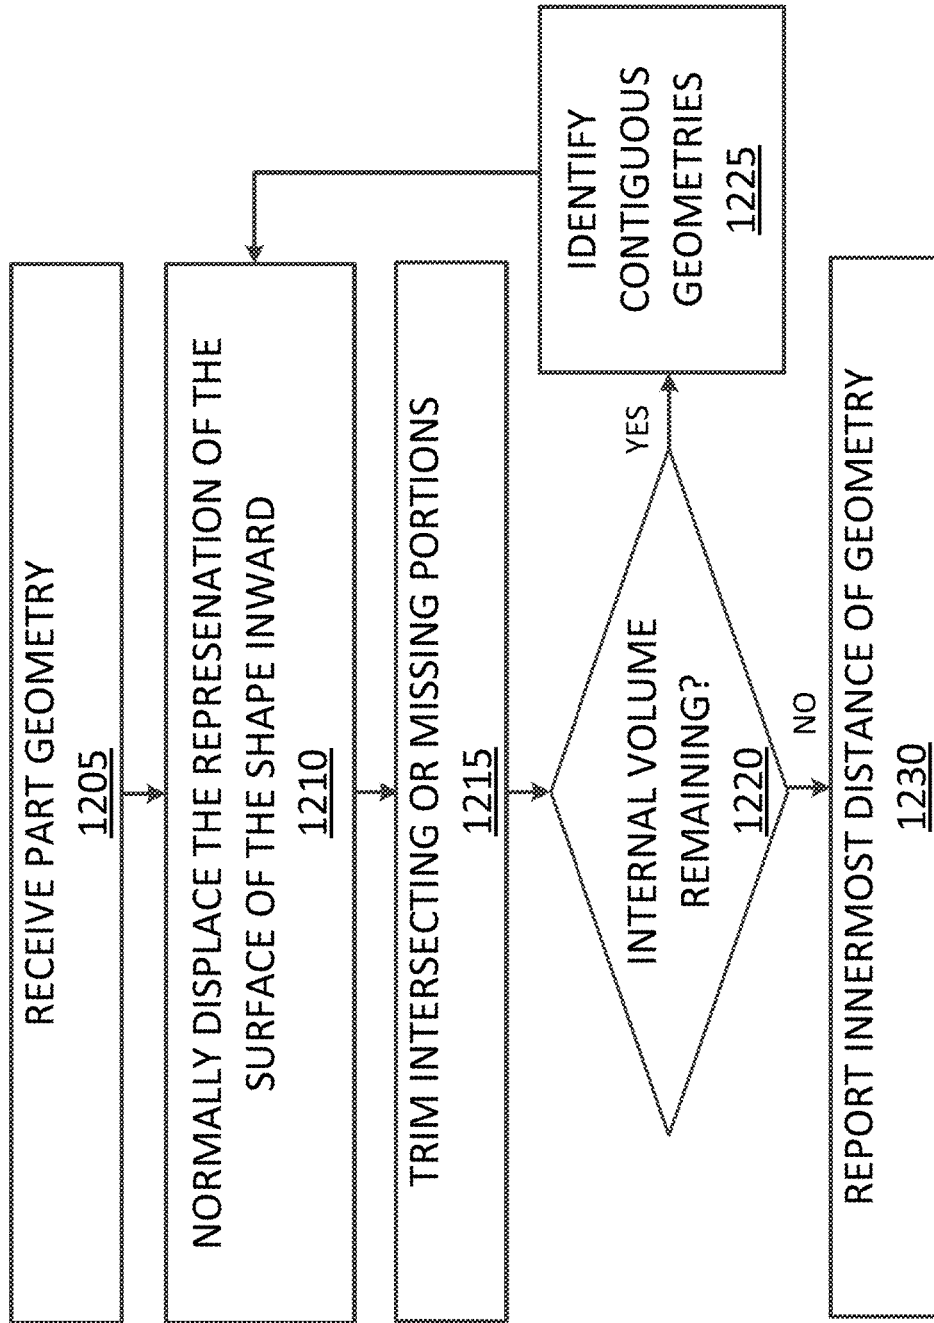 RECEIVE PART GEOMETRY
1205
NORMALLY DISPLACE THE REPRESENATION OF THE
SURFACE OF THE SHAPE INWARD
1210
TRIM INTERSECTING OR MISSING PORTIONS
1215
INTERNAL VOLUME
REMAINING?
1220
YES
IDENTIFY
CONTIGUOUS
GEOMETRIES
1225
NO
REPORT INNERMOST DISTANCE OF GEOMETRY
1230